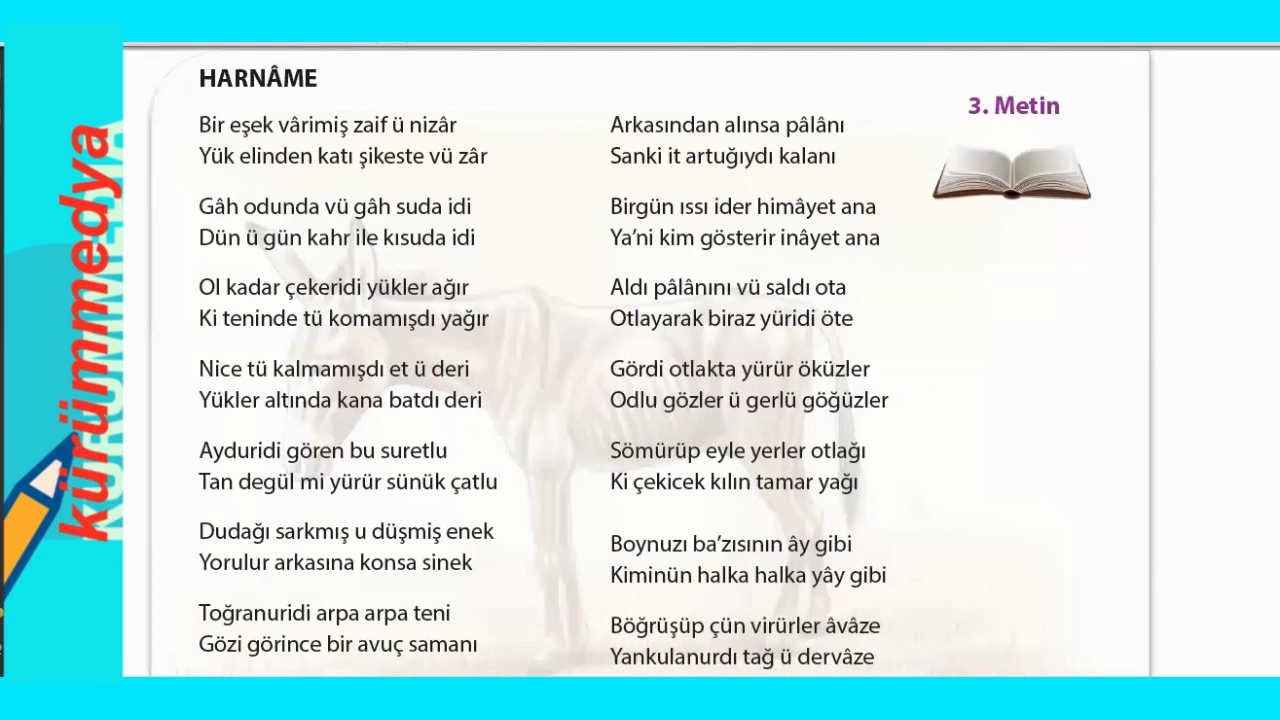 kürümmedya
HARNÂME
Bir eşek vârimiş zaif ü nizâr
Yük elinden katı şikeste vü zâr
Gâh odunda vü gâh suda idi
Dün ü gün kahr ile kısuda idi
Ol kadar çekeridi yükler ağır
Ki teninde tü komamışdı yağır
Nice tü kalmamışdı et ü deri
Yükler altında kana batdı deri
Ayduridi gören bu suretlu
Tan degül mi yürür sünük çatlu
Dudağı sarkmış u düşmiş enek
Yorulur arkasına konsa sinek
Toğranuridi arpa arpa teni
Gözi görince bir avuç samanı
Arkasından alınsa pâlânı
Sanki it artuğıydı kalanı
Birgün ıssı ider himâyet ana
Ya’ni kim gösterir inâyet ana
Aldı pâlânını vü saldı ota
Otlayarak biraz yüridi öte
Gördi otlakta yürür öküzler
Odlu gözler ü gerlü göğüzler
Sömürüp eyle yerler otlağı
Ki çekicek kılın tamar yağı
Boynuzı ba’zısının ây gibi
Kiminün halka halka yây gibi
Böğrüşüp çün virürler âvâze
Yankulanurdı tağ ü dervâze
3. Metin